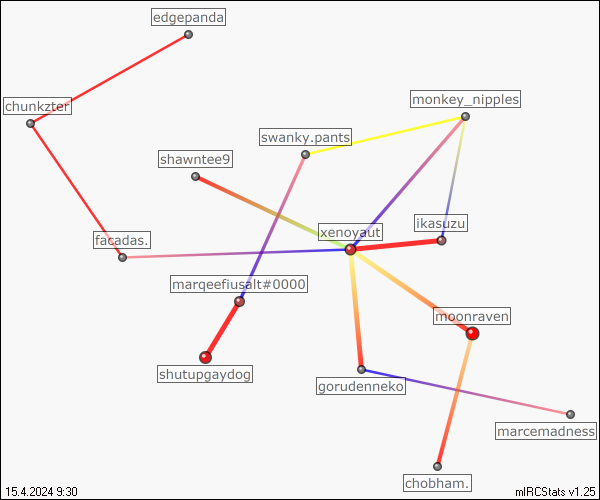 edgepanda
chunkzter
monkey_nipples
swanky.pants
shawntee9
ikasuzu
xenoyaut
facadas.
marqeefiusalt#0000
moonraven
shutupgaydog
gorudenneko
marcemadness
chobham.
15.4.2024 9:30
mIRCStats v1.25